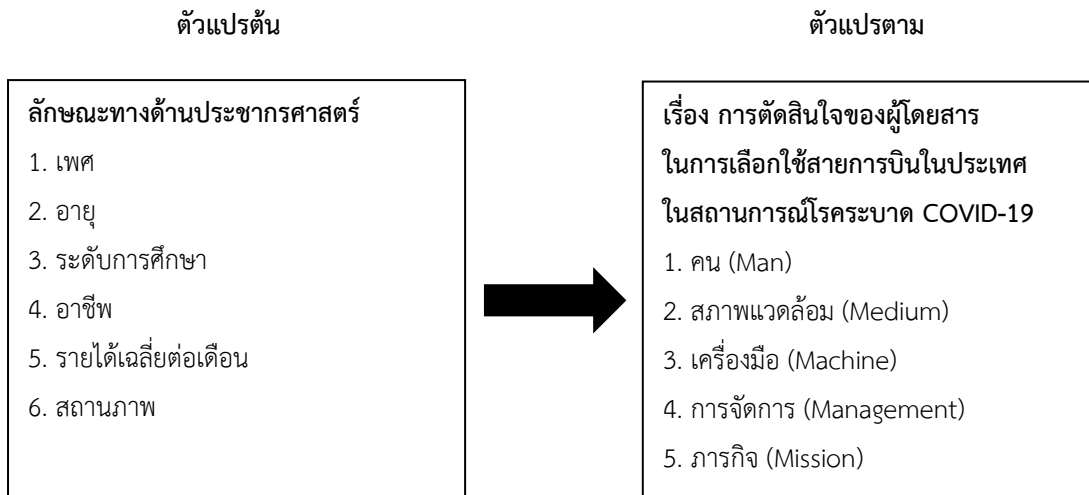 ตัวแปรต้น
ตัวแปรตาม
ลักษณะทางด้านประชากรศาสตร์
1. เพศ
2. อายุ
3. ระดับการศึกษา
4. อาชีพ
5. รายได้เฉลี่ยต่อเดือน
6. สถานภาพ
เรื่อง การตัดสินใจของผู้โดยสาร
ในการเลือกใช้สายการบินในประเทศ
ในสถานการณ์โรคระบาด COVID-19
1. คน (Man)
2. สภาพแวดล้อม (Medium)
3. เครื่องมือ (Machine)
4. การจัดการ (Management)
5. ภารกิจ (Mission)